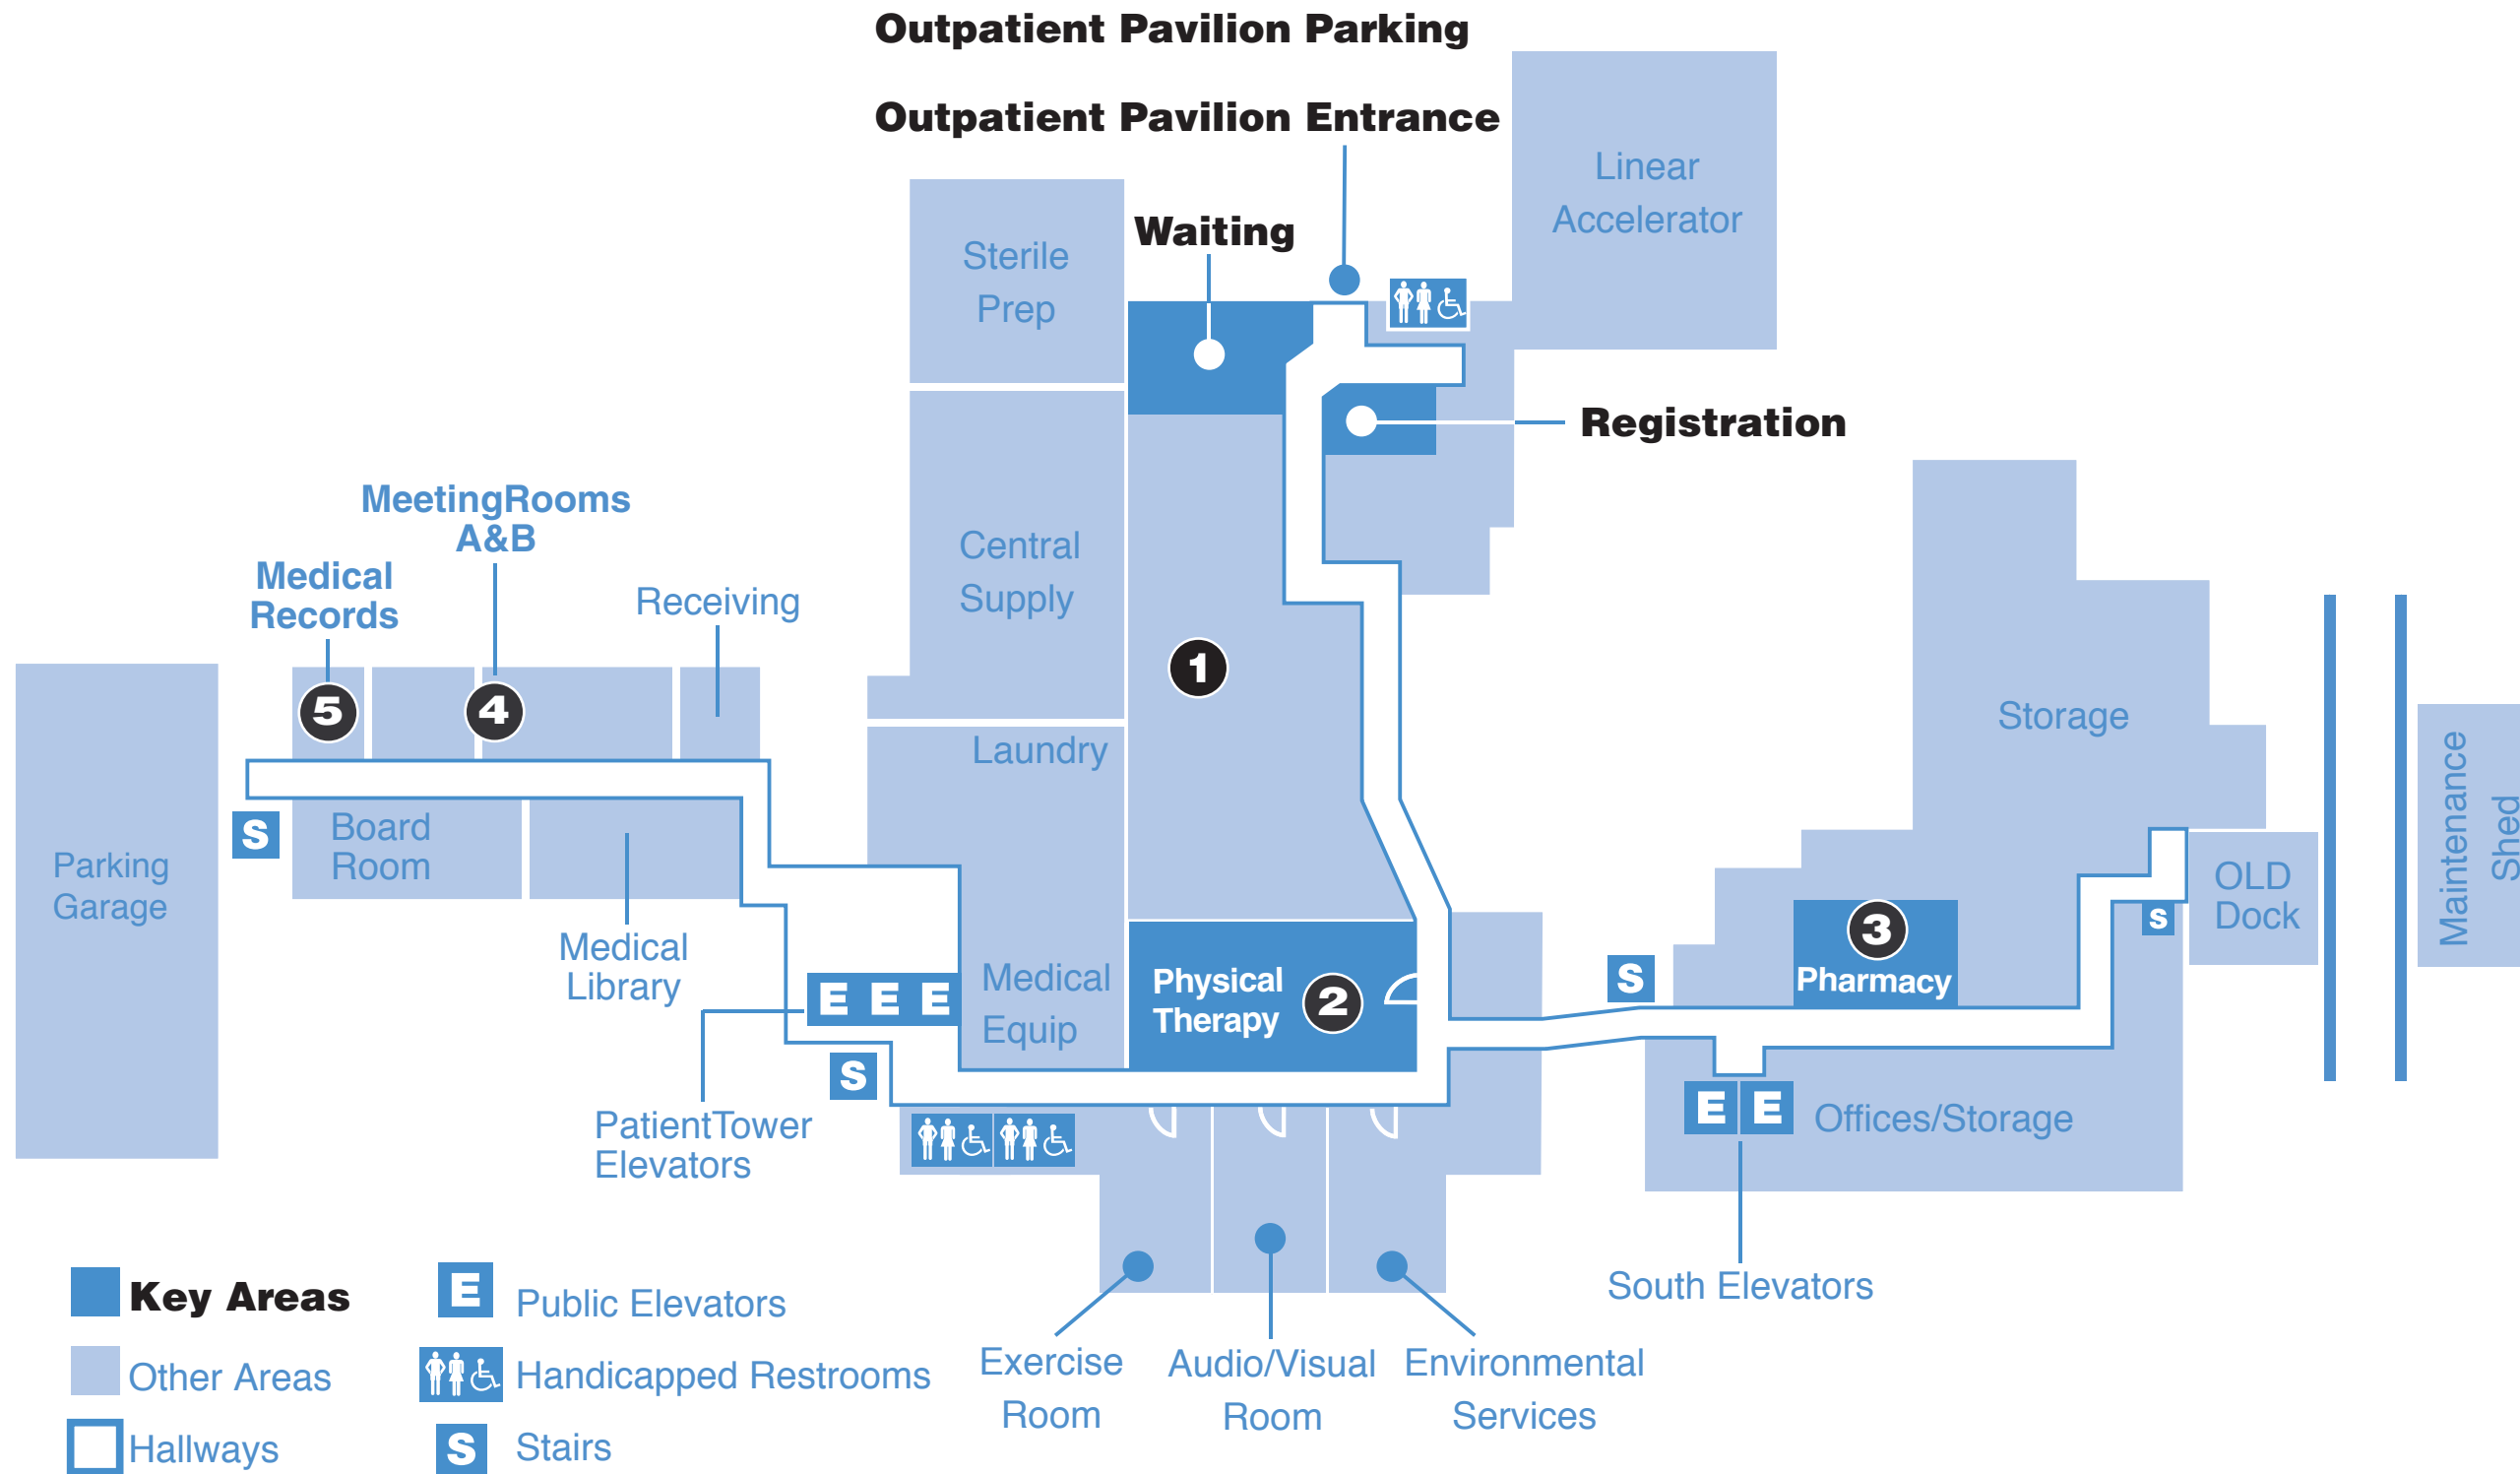 Outpatient Pavilion Parking
Outpatient Pavilion Entrance
Linear
Accelerator
Waiting
Sterile
Prep
Registration
MeetingRooms
A&B
Medical
Records
Receiving
Central
Supply
1
5
4
Storage
Laundry
Maintenance
Shed
S
Board
Room
Parking
Garage
OLD
Dock
S
3
Pharmacy
Medical
Library
E E E
Medical
Equip
Physical
Therapy
2
S
S
PatientTower
Elevators
E E
Offices/Storage
South Elevators
Exercise
Room
Audio/Visual
Room
Environmental
Services
Key Areas
Other Areas
Hallways
E Public Elevators
Handicapped Restrooms
S Stairs